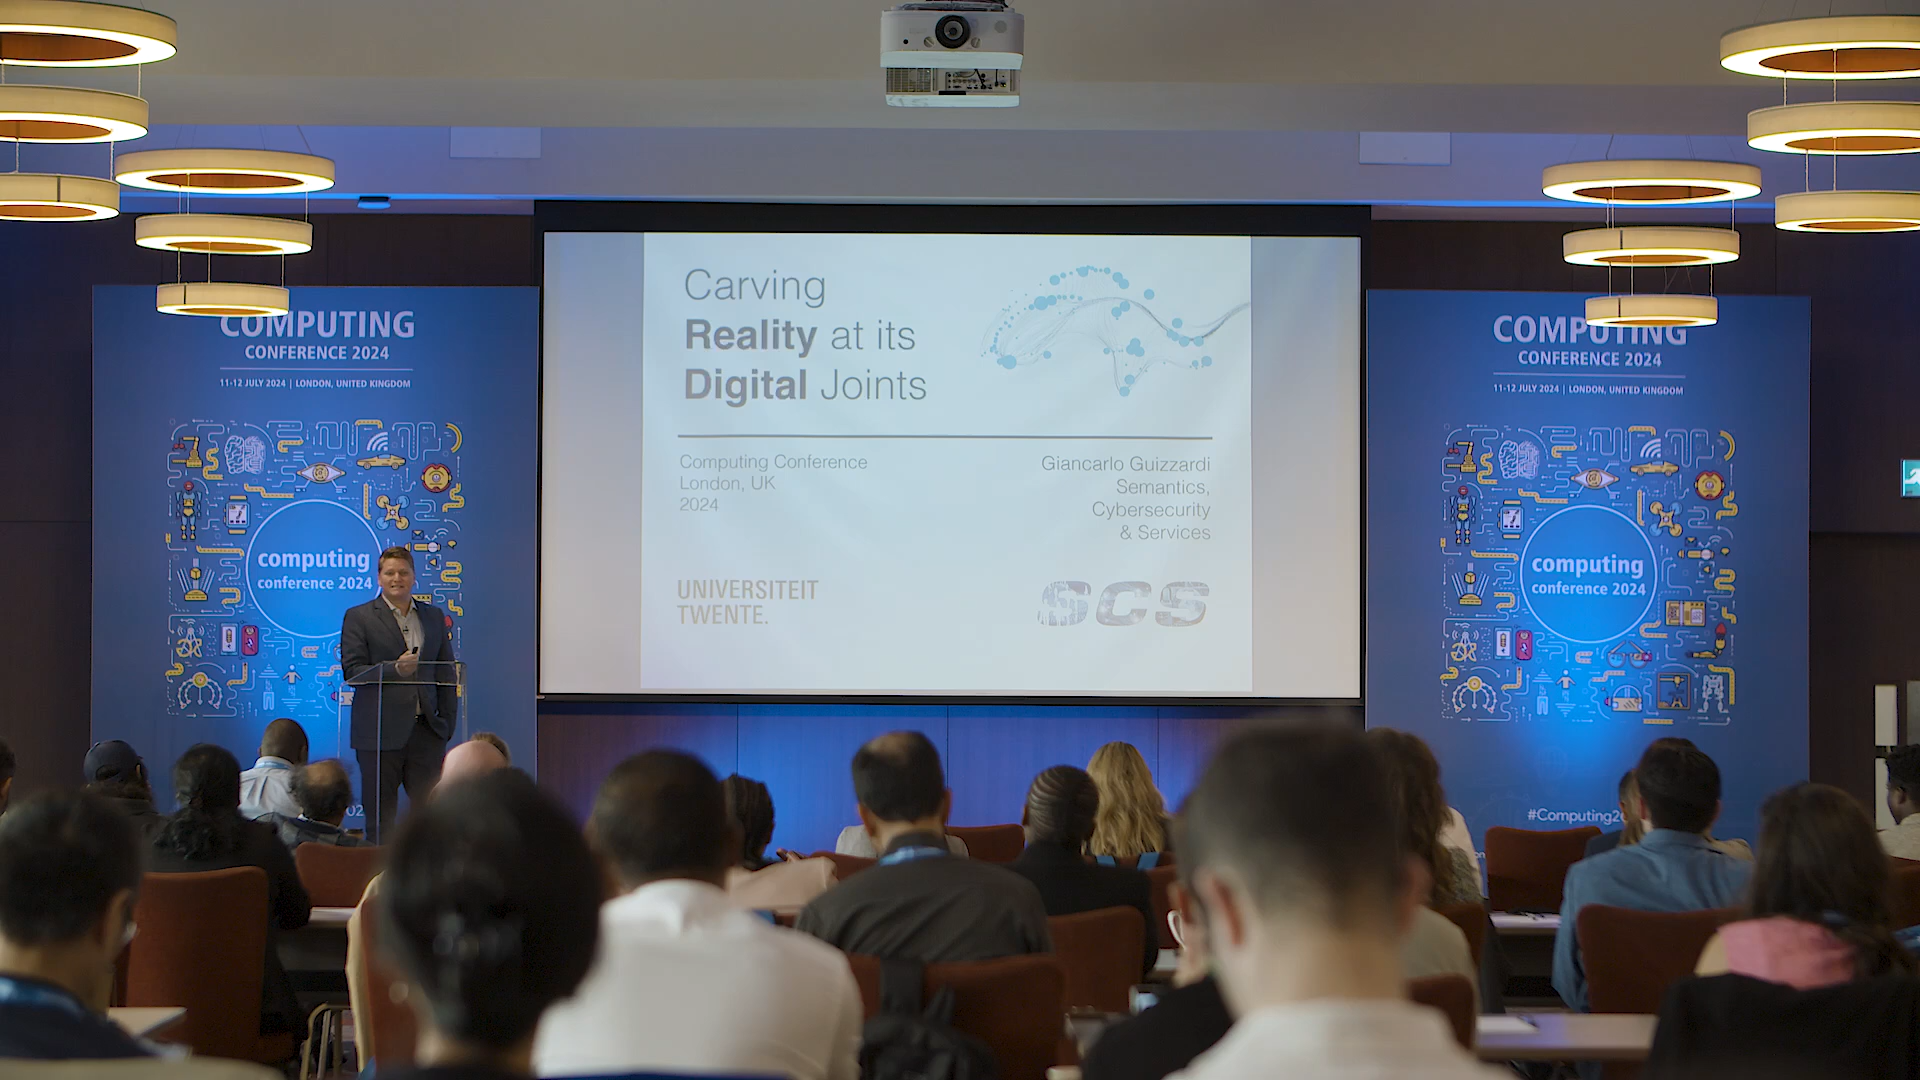 COMPUTING
CONFERENCE 2024
11-12 JULY 2024 | LONDON, UNITED KINGDOM
computing
conference 2024
Carving
Reality at its
Digital Joints
Computing Conference
London, UK
2024
Giancarlo Guizzardi
Semantics,
Cybersecurity
& Services
UNIVERSITEIT
TWENTE.
SCS
COMPUTING
CONFERENCE 2024
11-12 JULY 2024 | LONDON, UNITED KINGDOM
computing
conference 2024